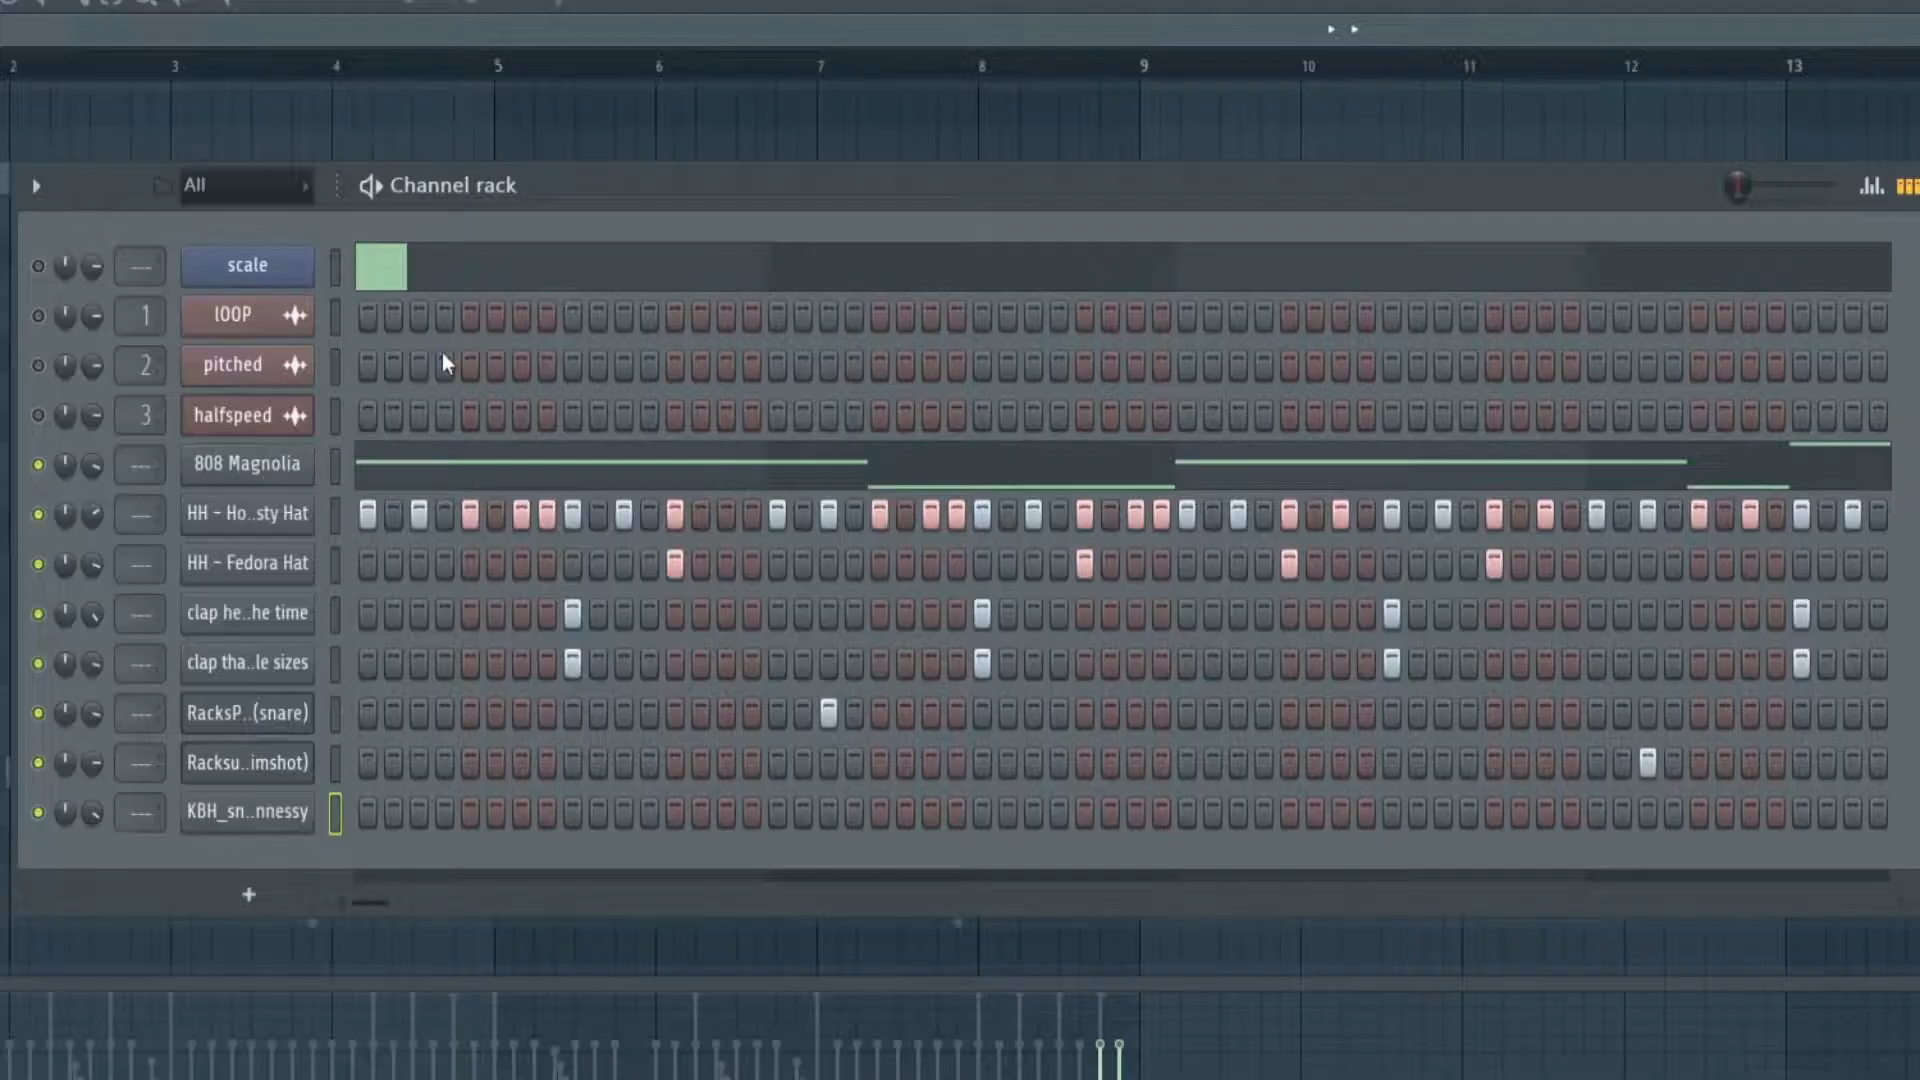 2 3 4 5 6 7 8 9 10 11 12 13
All Channel rack
--- scale
1 lOOP
2 pitched
3 halfspeed
--- 808 Magnolia
--- HH - Ho..sty Hat
--- HH - Fedora Hat
--- clap he..he time
--- clap tha..le sizes
--- RacksP..(snare)
--- Racksu..imshot)
--- KBH_sn..nnessy
+